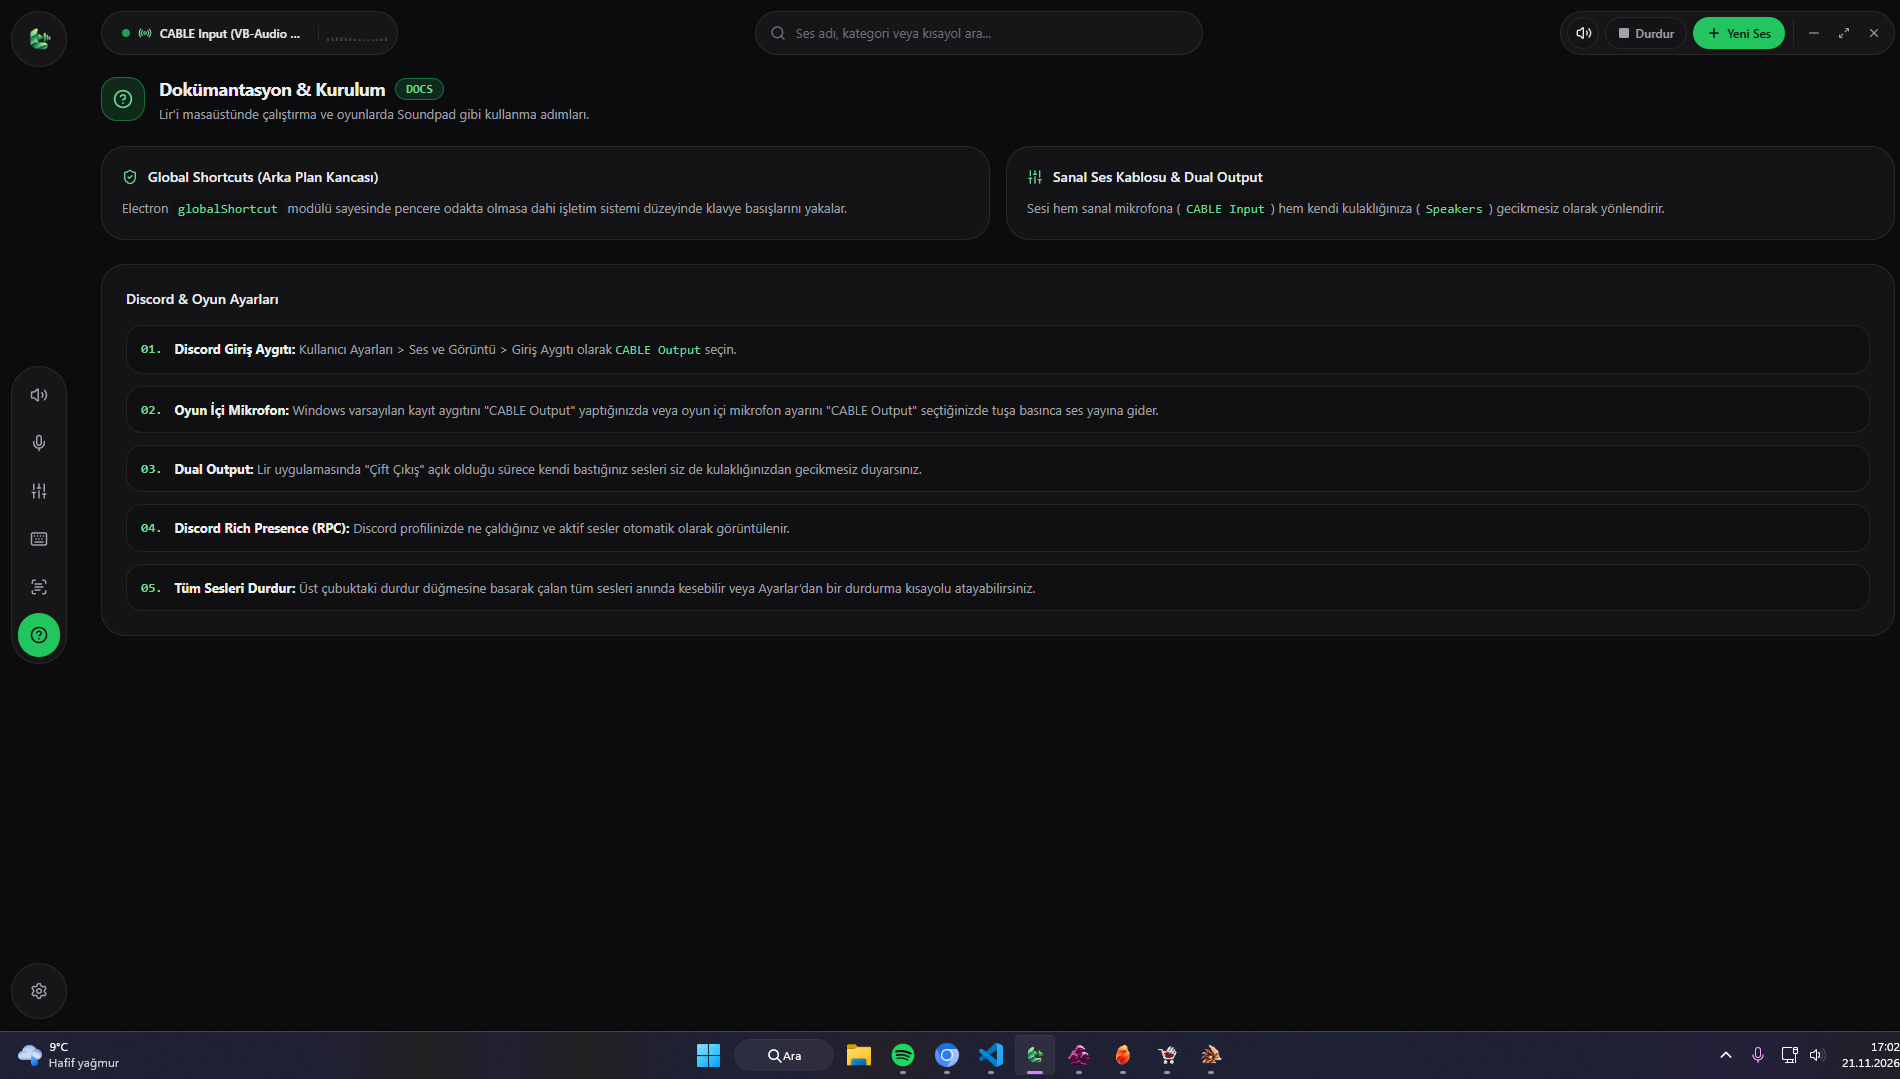 CABLE Input (VB-Audio ...
Ses adı, kategori veya kısayol ara...
Durdur
Yeni Ses
Dokümantasyon & Kurulum
DOCS
Lir'i masaüstünde çalıştırma ve oyunlarda Soundpad gibi kullanma adımları.
Global Shortcuts (Arka Plan Kancası)
Electron globalShortcut modülü sayesinde pencere odakta olmasa dahi işletim sistemi düzeyinde klavye basışlarını yakalar.
Sanal Ses Kablosu & Dual Output
Sesi hem sanal mikrofona ( CABLE Input ) hem kendi kulaklığınıza ( Speakers ) gecikmesiz olarak yönlendirir.
Discord & Oyun Ayarları
01. Discord Giriş Aygıtı: Kullanıcı Ayarları > Ses ve Görüntü > Giriş Aygıtı olarak CABLE Output seçin.
02. Oyun İçi Mikrofon: Windows varsayılan kayıt aygıtını "CABLE Output" yaptığınızda veya oyun içi mikrofon ayarını "CABLE Output" seçtiğinizde tuşa basınca ses yayına gider.
03. Dual Output: Lir uygulamasında "Çift Çıkış" açık olduğu sürece kendi bastığınız sesleri siz de kulaklığınızdan gecikmesiz duyarsınız.
04. Discord Rich Presence (RPC): Discord profilinizde ne çaldığınız ve aktif sesler otomatik olarak görüntülenir.
05. Tüm Sesleri Durdur: Üst çubuktaki durdur düğmesine basarak çalan tüm sesleri anında kesebilir veya Ayarlar'dan bir durdurma kısayolu atayabilirsiniz.
9°C
Hafif yağmur
Ara
17:02
21.11.2026